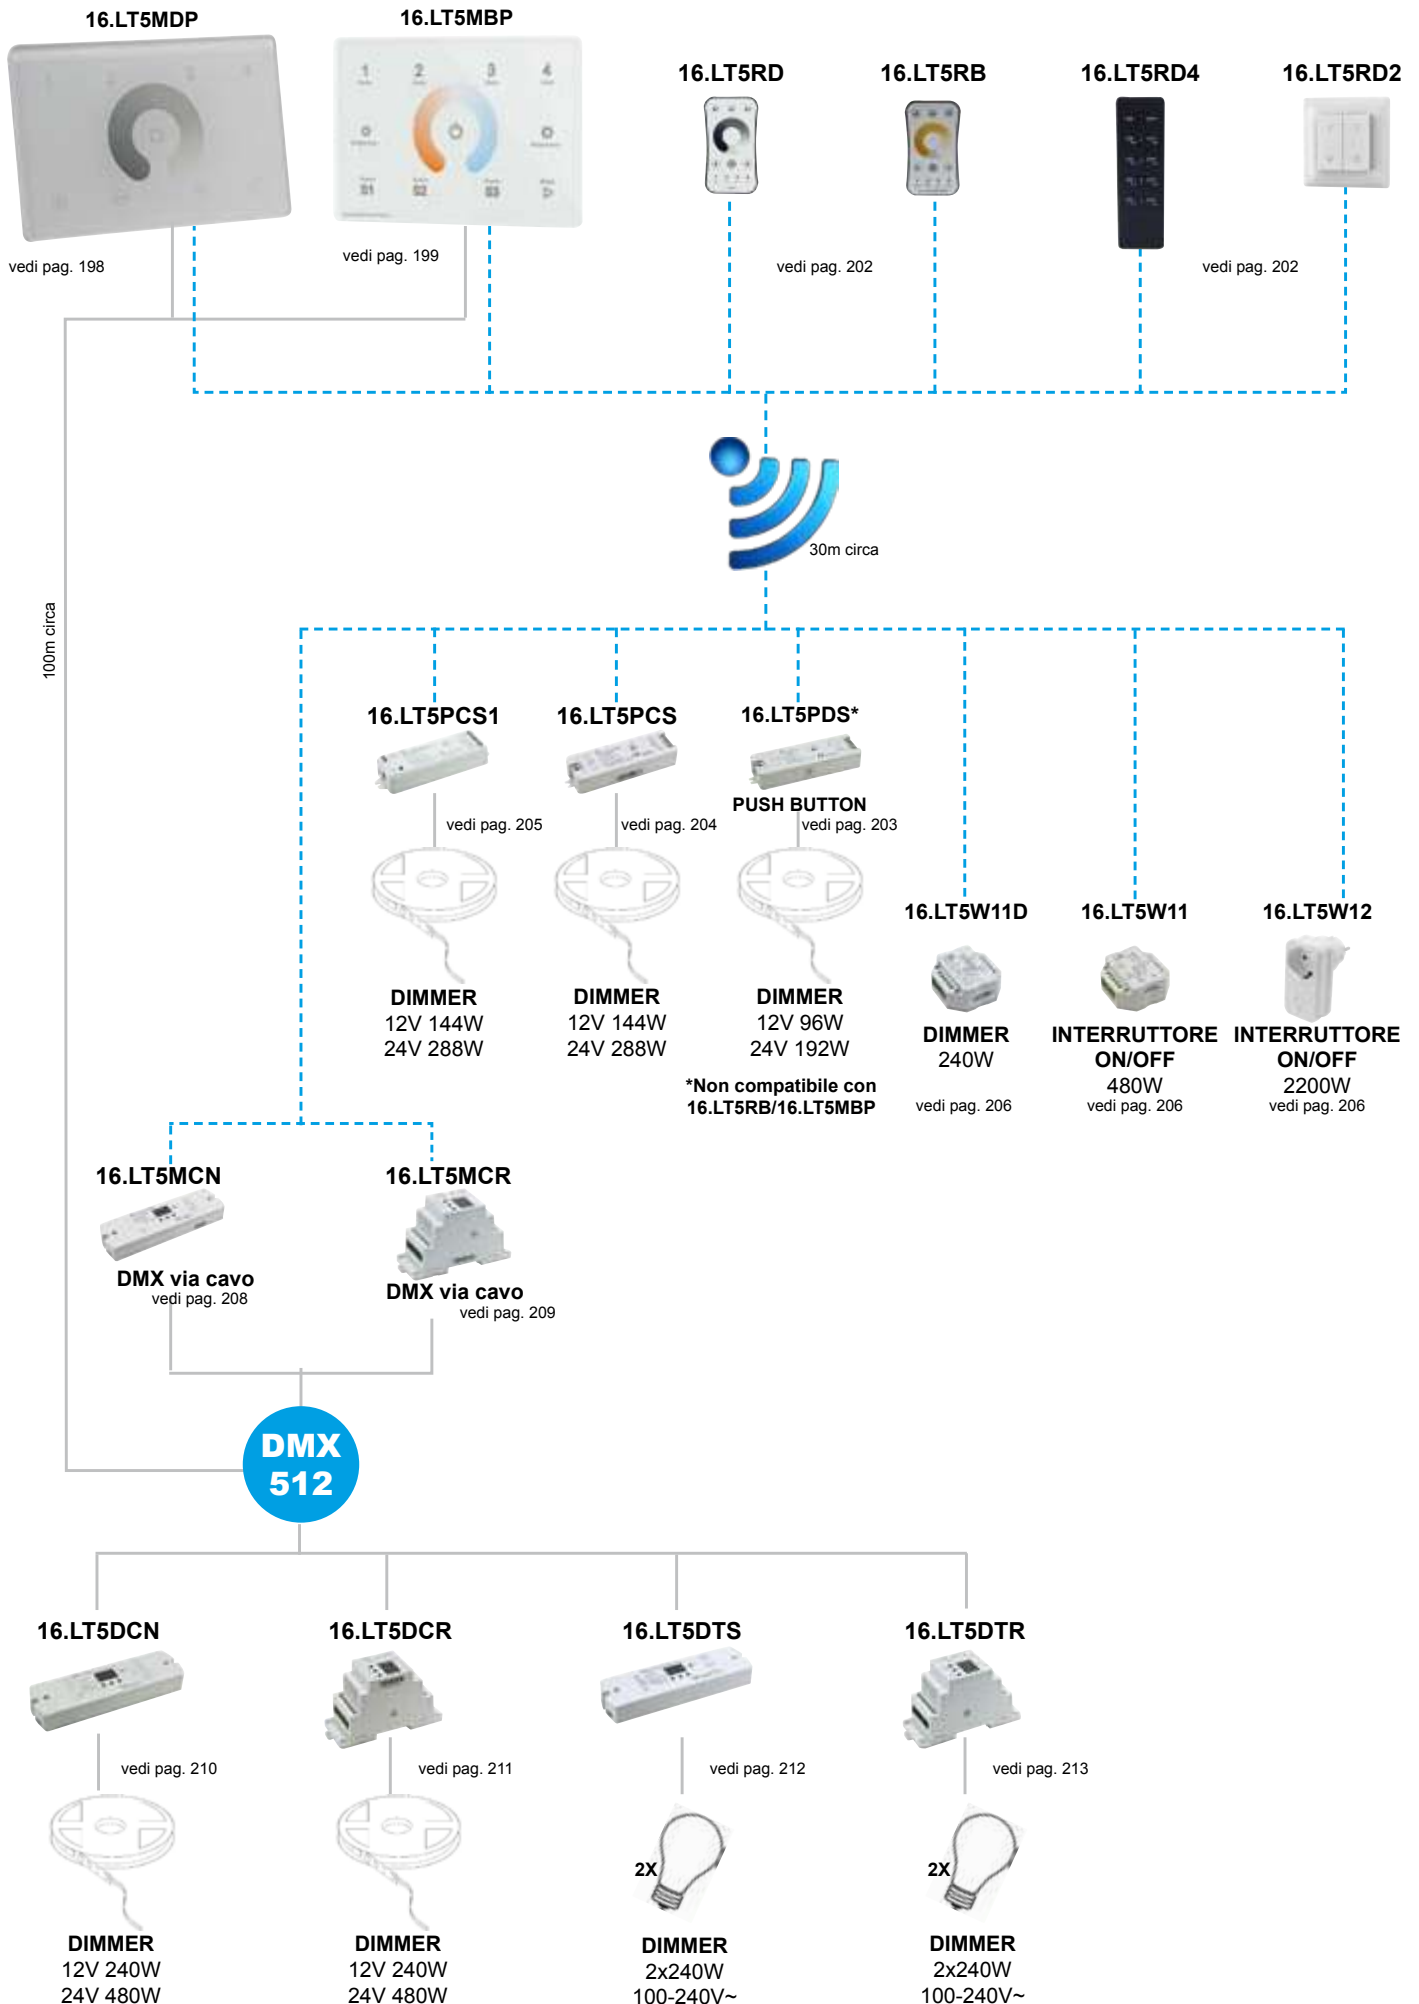 16.LT5MDP
16.LT5MBP
16.LT5RD
16.LT5RB
16.LT5RD4
16.LT5RD2
1
2
3
4
S1
S2
S3
vedi pag. 198
vedi pag. 199
vedi pag. 202
vedi pag. 202
30m circa
100m circa
16.LT5PCS1
16.LT5PCS
16.LT5PDS*
PUSH BUTTON
vedi pag. 205
vedi pag. 204
vedi pag. 203
16.LT5W11D
16.LT5W11
16.LT5W12
DIMMER
12V 144W
24V 288W
DIMMER
12V 144W
24V 288W
DIMMER
12V 96W
24V 192W
*Non compatibile con
16.LT5RB/16.LT5MBP
DIMMER
240W
vedi pag. 206
INTERRUTTORE
ON/OFF
480W
vedi pag. 206
INTERRUTTORE
ON/OFF
2200W
vedi pag. 206
16.LT5MCN
16.LT5MCR
DMX via cavo
vedi pag. 208
DMX via cavo
vedi pag. 209
DMX
512
16.LT5DCN
16.LT5DCR
16.LT5DTS
16.LT5DTR
vedi pag. 210
vedi pag. 211
vedi pag. 212
vedi pag. 213
2X
2X
DIMMER
12V 240W
24V 480W
DIMMER
12V 240W
24V 480W
DIMMER
2x240W
100-240V~
DIMMER
2x240W
100-240V~